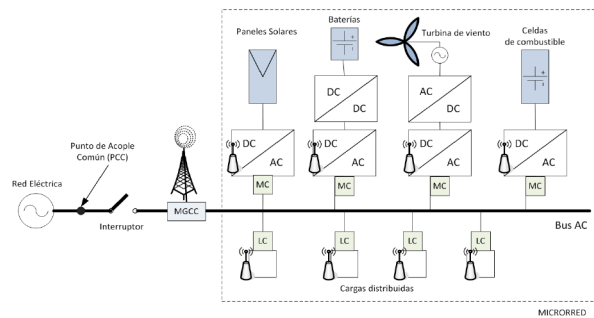 Baterías
Paneles Solares
Turbina de viento
Celdas
de combustible
DC
DC
AC
DC
DC
AC
DC
AC
DC
AC
DC
AC
MC
MC
MC
MC
Punto de Acople
Común (PCC)
Red Eléctrica
Interruptor
MGCC
Bus AC
LC
LC
LC
LC
Cargas distribuidas
MICRORRED